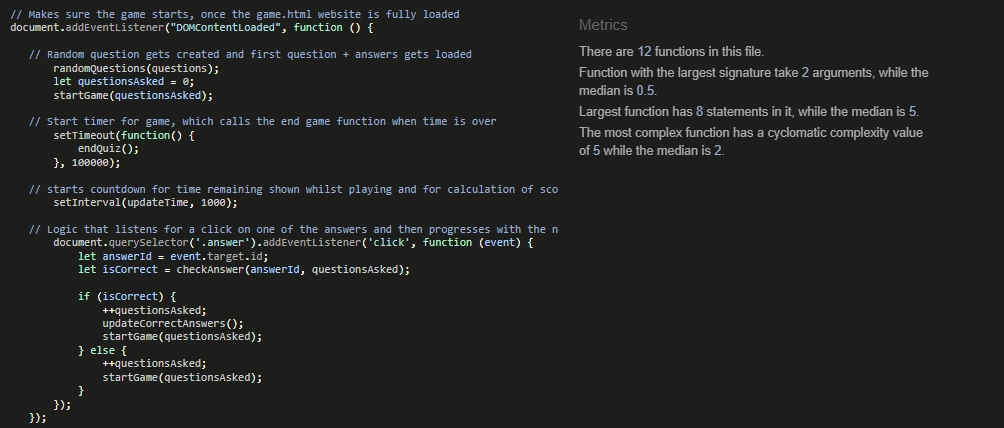 // Makes sure the game starts, once the game.html website is fully loaded
document.addEventListener("DOMContentLoaded", function () {
// Random question gets created and first question + answers gets loaded
randomQuestions(questions);
let questionsAsked = 0;
startGame(questionsAsked);
// Start timer for game, which calls the end game function when time is over
setTimeout(function() {
endQuiz();
}, 100000);
// starts countdown for time remaining shown whilst playing and for calculation of sco
setInterval(updateTime, 1000);
// Logic that listens for a click on one of the answers and then progresses with the n
document.querySelector('.answer').addEventListener('click', function (event) {
let answerId = event.target.id;
let isCorrect = checkAnswer(answerId, questionsAsked);
if (isCorrect) {
++questionsAsked;
updateCorrectAnswers();
startGame(questionsAsked);
} else {
++questionsAsked;
startGame(questionsAsked);
}
});
});
Metrics
There are 12 functions in this file.
Function with the largest signature take 2 arguments, while the
median is 0.5.
Largest function has 8 statements in it, while the median is 5.
The most complex function has a cyclomatic complexity value
of 5 while the median is 2.